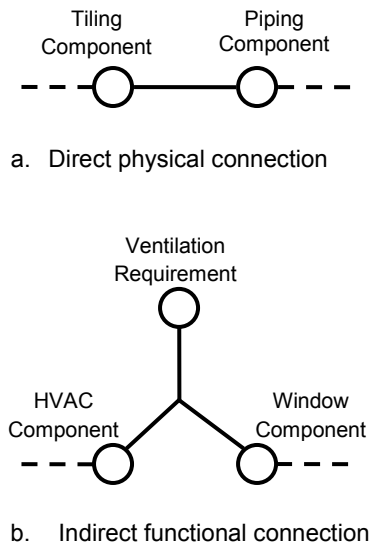 Tiling
Component
Piping
Component
a. Direct physical connection
Ventilation
Requirement
HVAC
Component
Window
Component
b. Indirect functional connection